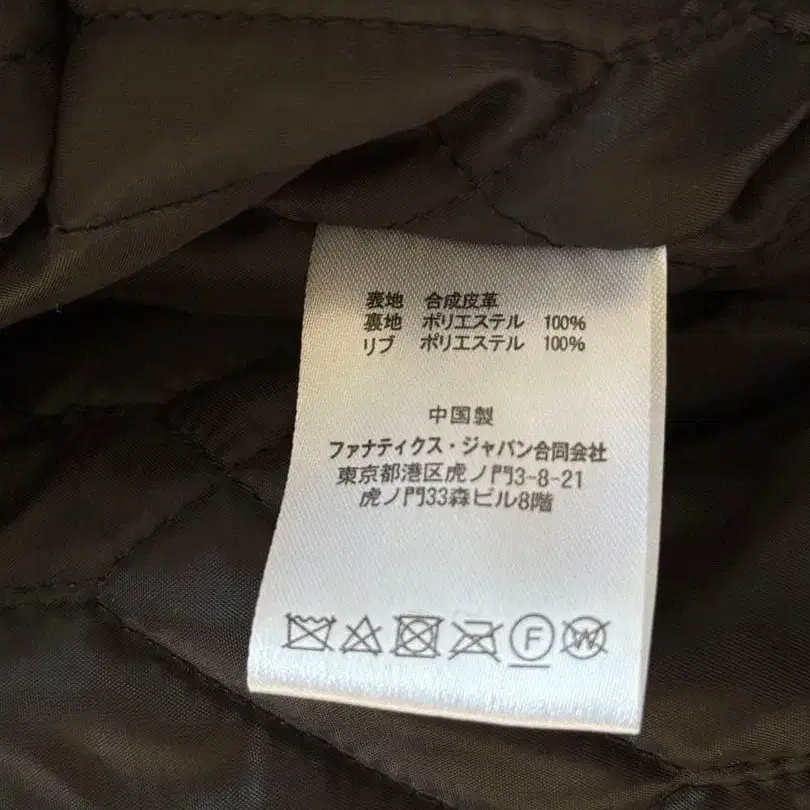 表地 合成皮革
裏地 ポリエステル 100%
リブ ポリエステル 100%
中国製
ファナティクス・ジャパン合同会社
東京都港区虎ノ門3-8-21
虎ノ門33森ビル8階
F W